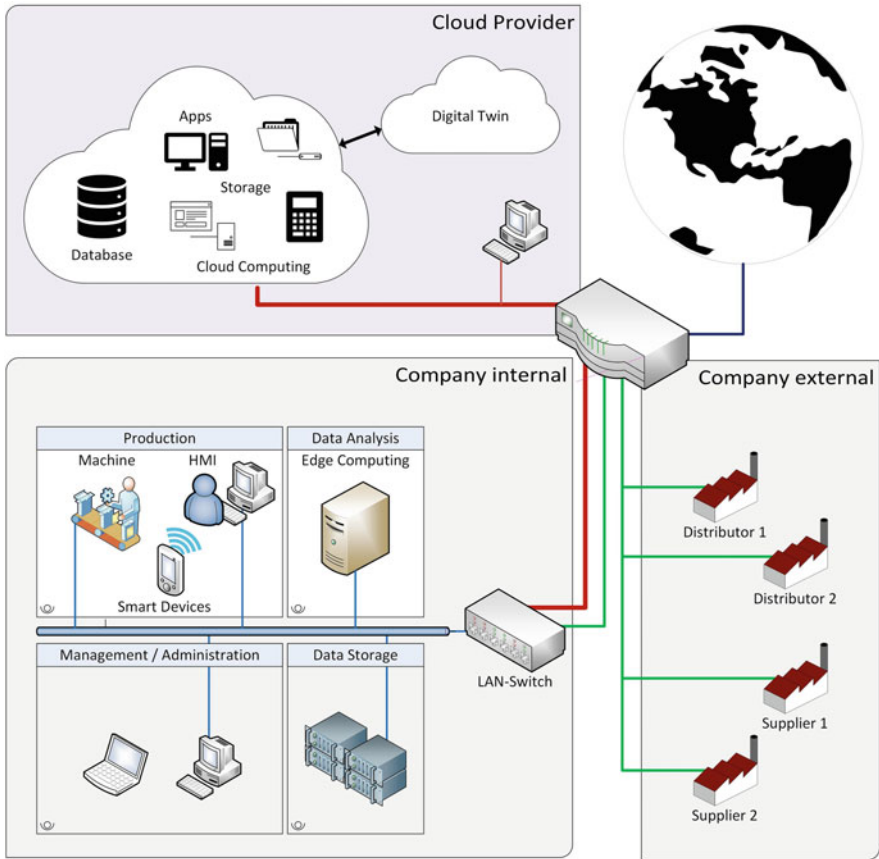 Cloud Provider
Apps
Digital Twin
Storage
Database
Cloud Computing
Company internal
Company external
Production
Data Analysis
Machine
HMI
Edge Computing
Smart Devices
Distributor 1
Distributor 2
Management / Administration
Data Storage
LAN-Switch
Supplier 1
Supplier 2